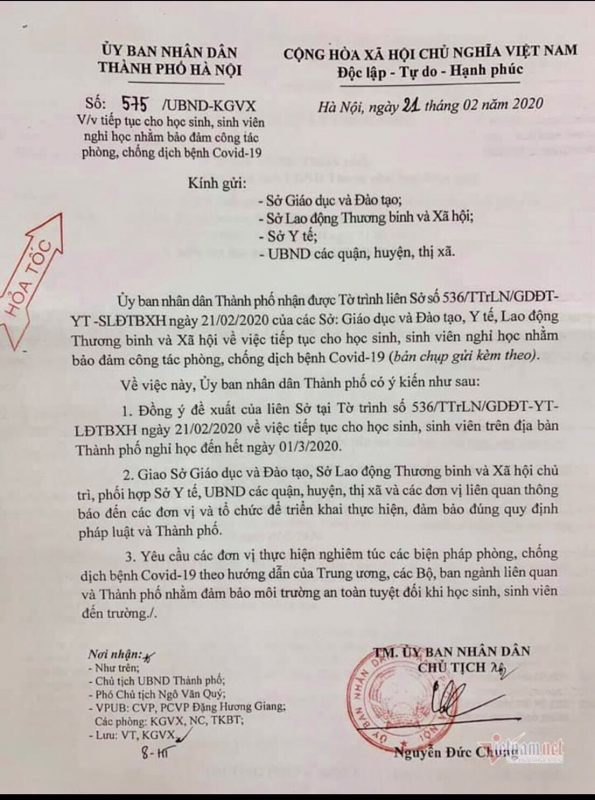 ỦY BAN NHÂN DÂN
THÀNH PHỐ HÀ NỘI
CỘNG HÒA XÃ HỘI CHỦ NGHĨA VIỆT NAM
Độc lập - Tự do - Hạnh phúc
Số: 575 /UBND-KGVX
V/v tiếp tục cho học sinh, sinh viên
nghỉ học nhằm bảo đảm công tác
phòng, chống dịch bệnh Covid-19
Hà Nội, ngày 21 tháng 02 năm 2020
Kính gửi:
- Sở Giáo dục và Đào tạo;
- Sở Lao động Thương binh và Xã hội;
- Sở Y tế;
- UBND các quận, huyện, thị xã.
HỎA TỐC
Ủy ban nhân dân Thành phố nhận được Tờ trình liên Sở số 536/TTrLN/GDĐT-
YT -SLĐTBXH ngày 21/02/2020 của các Sở: Giáo dục và Đào tạo, Y tế, Lao động
Thương binh và Xã hội về việc tiếp tục cho học sinh, sinh viên nghỉ học nhằm
bảo đảm công tác phòng, chống dịch bệnh Covid-19 (bản chụp gửi kèm theo).
Về việc này, Ủy ban nhân dân Thành phố có ý kiến như sau:
1. Đồng ý đề xuất của liên Sở tại Tờ trình số 536/TTrLN/GDĐT-YT-
LĐTBXH ngày 21/02/2020 về việc tiếp tục cho học sinh, sinh viên trên địa bàn
Thành phố nghỉ học đến hết ngày 01/3/2020.
2. Giao Sở Giáo dục và Đào tạo, Sở Lao động Thương binh và Xã hội chủ
trì, phối hợp Sở Y tế, UBND các quận, huyện, thị xã và các đơn vị liên quan thông
báo đến các đơn vị và tổ chức để triển khai thực hiện, đảm bảo đúng quy định
pháp luật và Thành phố.
3. Yêu cầu các đơn vị thực hiện nghiêm túc các biện pháp phòng, chống
dịch bệnh Covid-19 theo hướng dẫn của Trung ương, các Bộ, ban ngành liên quan
và Thành phố nhằm đảm bảo môi trường an toàn tuyệt đối khi học sinh, sinh viên
đến trường./.
Nơi nhận:
- Như trên;
- Chủ tịch UBND Thành phố;
- Phó Chủ tịch Ngô Văn Quý;
- VPUB: CVP, PCVP Đặng Hương Giang;
Các phòng: KGVX, NC, TKBT;
- Lưu: VT, KGVX
TM. ỦY BAN NHÂN DÂN
CHỦ TỊCH
Nguyễn Đức Chung
vietnamnet